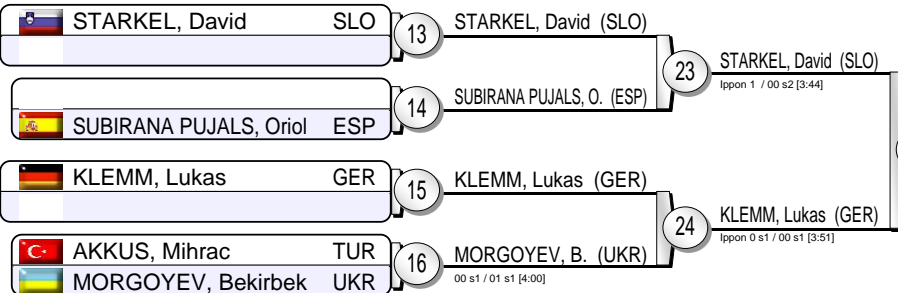 STARKEL, David SLO
13
STARKEL, David (SLO)
14
SUBIRANA PUJALS, Oriol ESP
SUBIRANA PUJALS, O. (ESP)
23
STARKEL, David (SLO)
Ippon 1 / 00 s2 [3:44]
KLEMM, Lukas GER
15
KLEMM, Lukas (GER)
AKKUS, Mihrac TUR
MORGOYEV, Bekirbek UKR
16
MORGOYEV, B. (UKR)
00 s1 / 01 s1 [4:00]
24
KLEMM, Lukas (GER)
Ippon 0 s1 / 00 s1 [3:51]